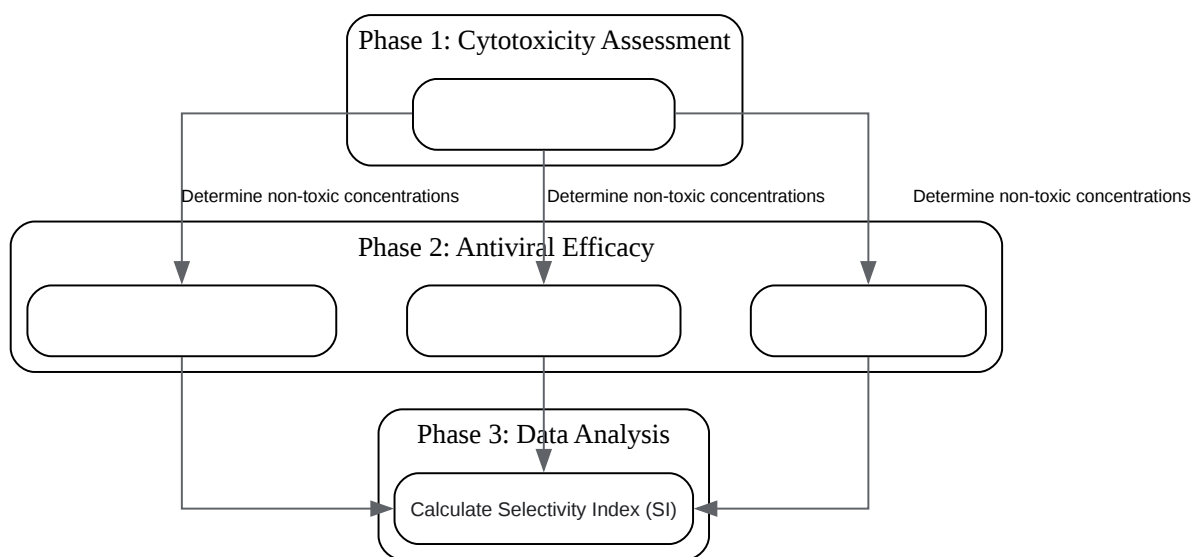 Phase 1: Cytotoxicity Assessment
Determine non-toxic concentrations
Determine non-toxic concentrations
Determine non-toxic concentrations
Phase 2: Antiviral Efficacy
Phase 3: Data Analysis
Calculate Selectivity Index (SI)